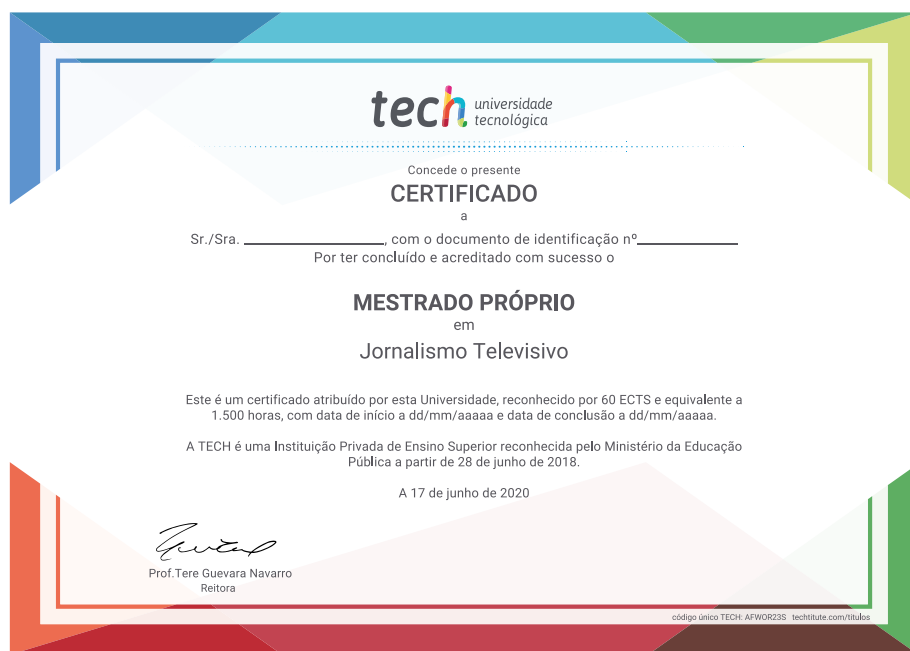 tech universidade
tecnológica
Concede o presente
CERTIFICADO
a
Sr./Sra. ________________, com o documento de identificação nº____________
Por ter concluído e acreditado com sucesso o
MESTRADO PRÓPRIO
em
Jornalismo Televisivo
Este é um certificado atribuído por esta Universidade, reconhecido por 60 ECTS e equivalente a
1.500 horas, com data de início a dd/mm/aaaaa e data de conclusão a dd/mm/aaaaa.
A TECH é uma Instituição Privada de Ensino Superior reconhecida pelo Ministério da Educação
Pública a partir de 28 de junho de 2018.
A 17 de junho de 2020
Prof.Tere Guevara Navarro
Reitora
código único TECH: AFWOR23S techtitute.com/titulos